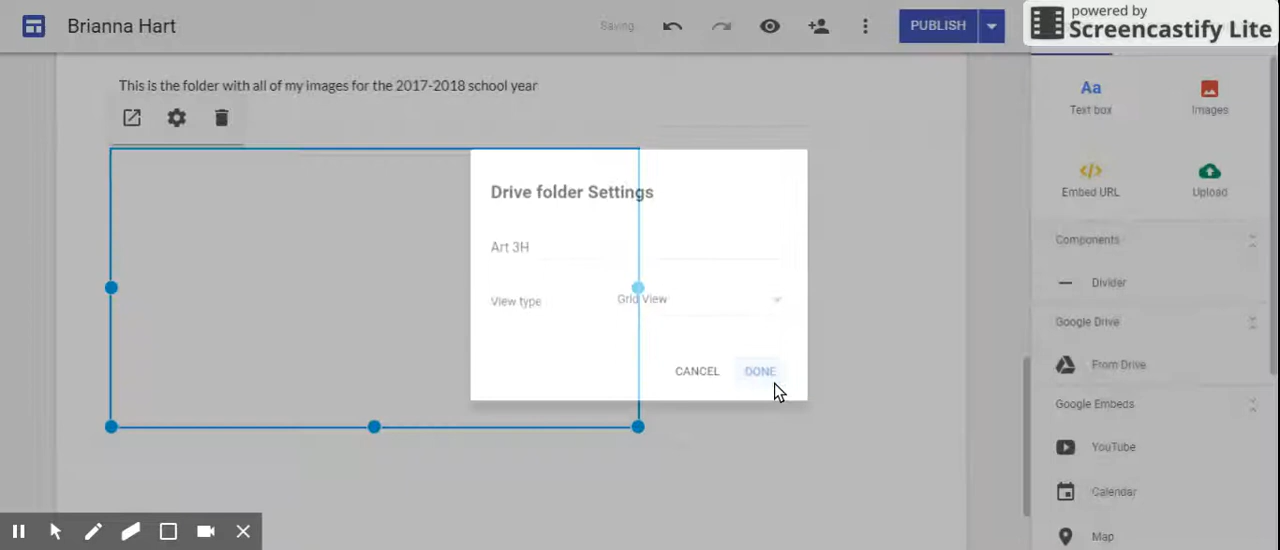 Brianna Hart
Saving.
PUBLISH
powered by
Screencastify Lite
This is the folder with all of my images for the 2017-2018 school year
Aa
Text box
Images
Embed URL
Upload
Drive folder Settings
Art 3H
View type
Grid View
CANCEL
DONE
Components
Divider
Google Drive
From Drive
Google Embeds
YouTube
Calendar
Map